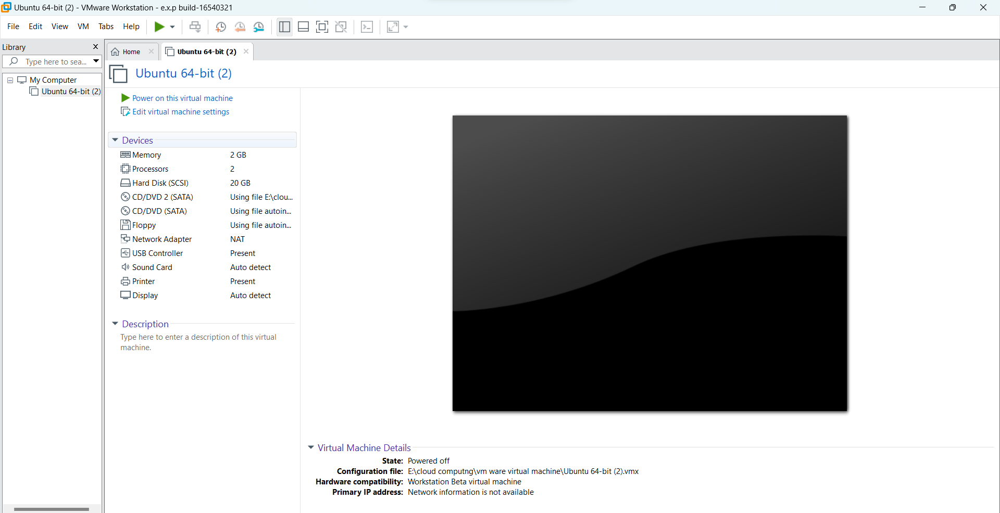 Ubuntu 64-bit (2) - VMware Workstation - e.x.p build-16540321
File Edit View VM Tabs Help
Library
Type here to sea...
My Computer
Ubuntu 64-bit (2)
Home
Ubuntu 64-bit (2)
Ubuntu 64-bit (2)
Power on this virtual machine
Edit virtual machine settings
Devices
Memory 2 GB
Processors 2
Hard Disk (SCSI) 20 GB
CD/DVD 2 (SATA) Using file E:\clou...
CD/DVD (SATA) Using file autoin...
Floppy Using file autoin...
Network Adapter NAT
USB Controller Present
Sound Card Auto detect
Printer Present
Display Auto detect
Description
Type here to enter a description of this virtual
machine.
Virtual Machine Details
State: Powered off
Configuration file: E:\cloud computng\vm ware virtual machine\Ubuntu 64-bit (2).vmx
Hardware compatibility: Workstation Beta virtual machine
Primary IP address: Network information is not available